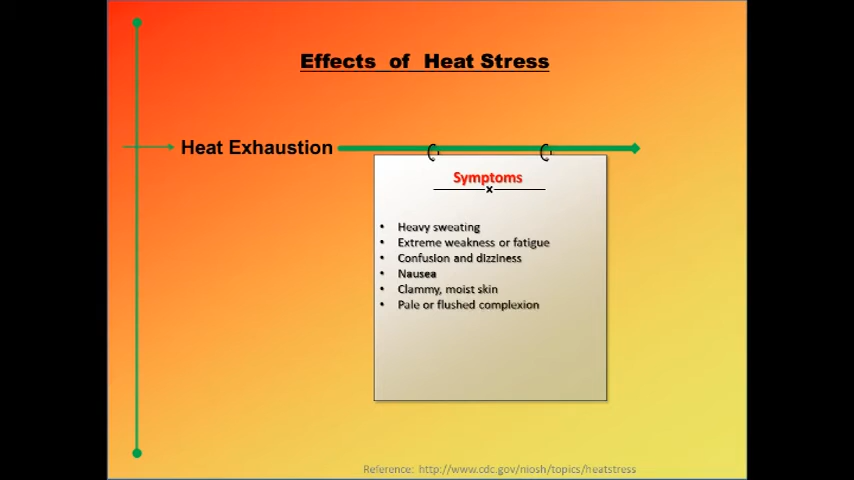 Effects of Heat Stress
Heat Exhaustion
Symptoms
x
• Heavy sweating
• Extreme weakness or fatigue
• Confusion and dizziness
• Nausea
• Clammy, moist skin
• Pale or flushed complexion
Reference: http://www.cdc.gov/niosh/topics/heatstress